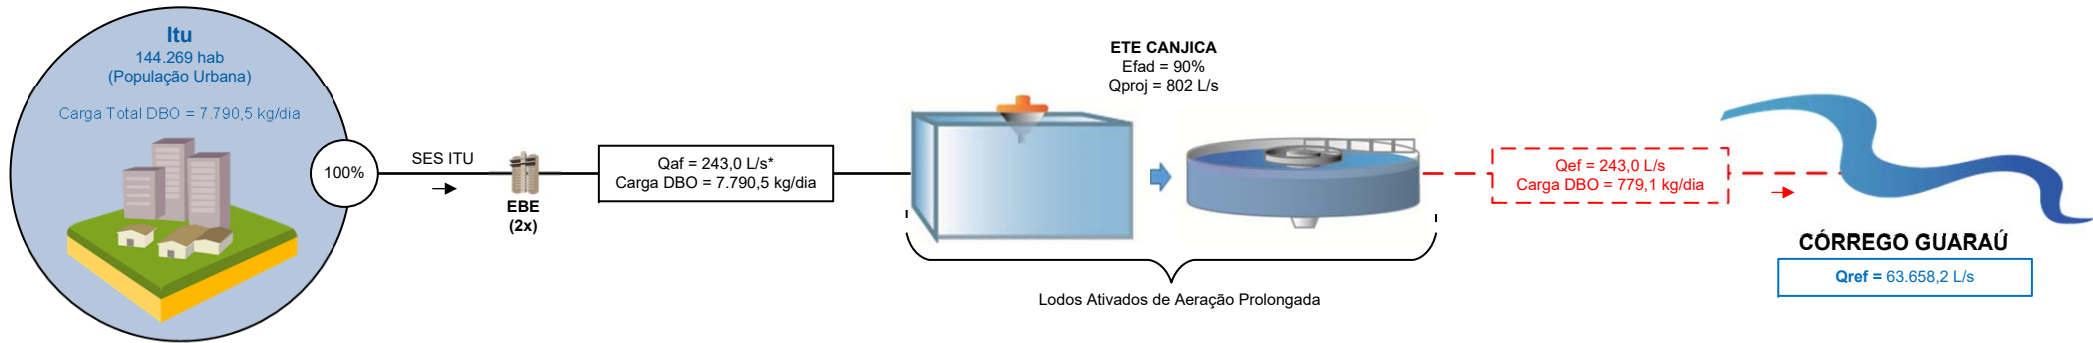 Itu
144.269 hab
(População Urbana)
Carga Total DBO = 7.790,5 kg/dia
100%
SES ITU
EBE
(2x)
Qaf = 243,0 L/s*
Carga DBO = 7.790,5 kg/dia
ETE CANJICA
Efad = 90%
Qproj = 802 L/s
Lodos Ativados de Aeração Prolongada
Qef = 243,0 L/s
Carga DBO = 779,1 kg/dia
CÓRREGO GUARAÚ
Qref = 63.658,2 L/s